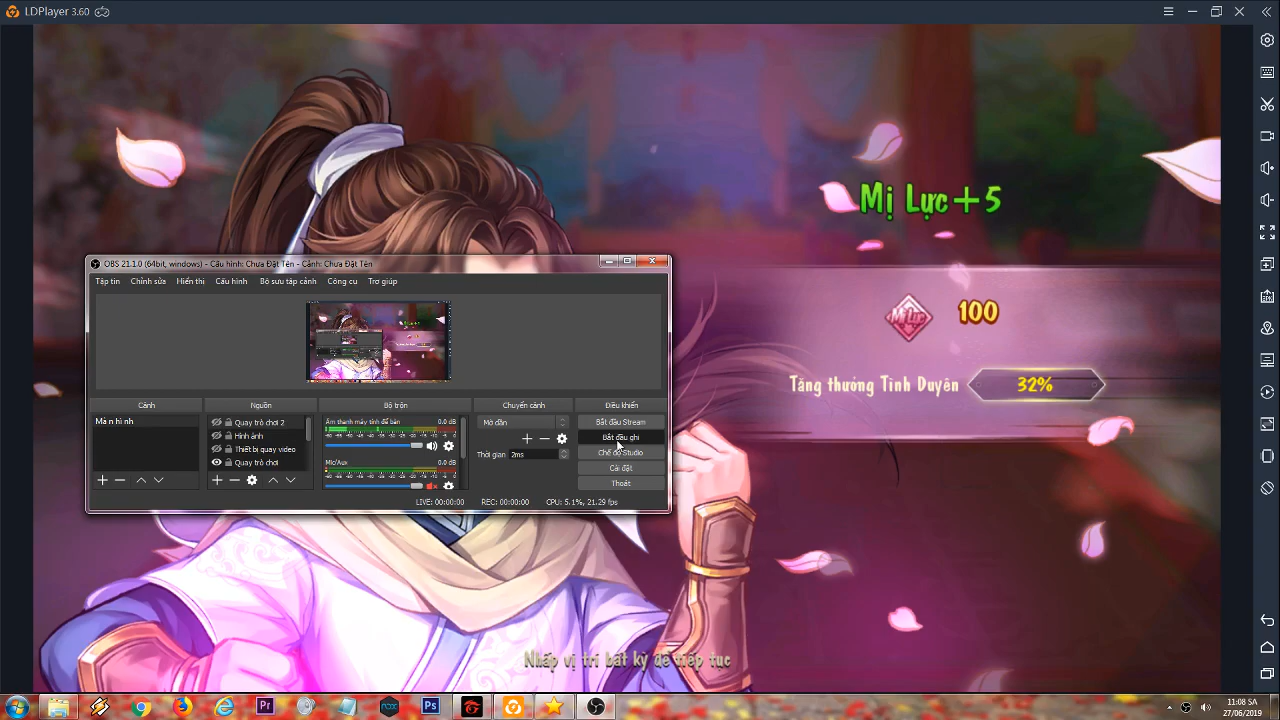 LDPlayer 3.60
Mị Lực+5
Mị Lực 100
Tăng thưởng Tình Duyên 32%
OBS 21.1.0 (64bit, windows) - Cấu hình: Chưa Đặt Tên - Cảnh: Chưa Đặt Tên
Tập tin Chỉnh sửa Hiển thị Cấu hình Bộ sưu tập cảnh Công cụ Trợ giúp
Cảnh Nguồn Bộ trộn Chuyển cảnh Điều khiển
Màn hình
Quay trò chơi 2
Hình ảnh
Thiết bị quay video
Quay trò chơi
Âm thanh máy tính để bàn 0.0 dB
Mic/Aux 0.0 dB
Mờ dần
Thời gian 2ms
Bắt đầu Stream
Bắt đầu ghi
Chế độ Studio
Cài đặt
Thoát
LIVE: 00:00:00 REC: 00:00:00 CPU: 5.1%, 21.29 fps
Nhấp vị trí bất kỳ để tiếp tục
Pr
nox
Ps
11:08 SA
27/06/2019